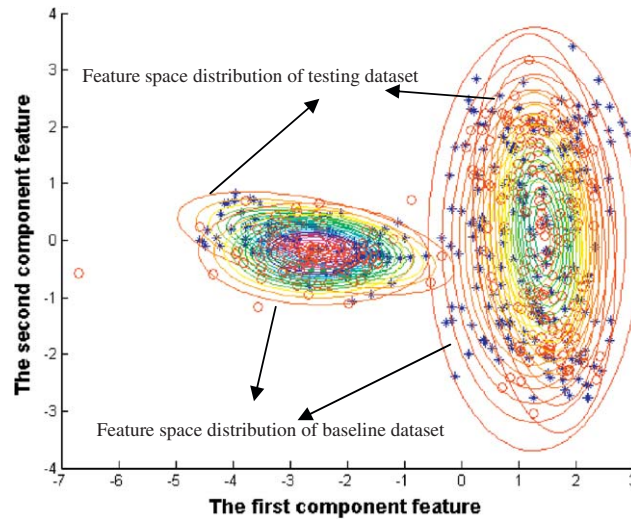 4
3
Feature space distribution of testing dataset
2
1
0
-1
-2
-3
Feature space distribution of baseline dataset
-4
-7 -6 -5 -4 -3 -2 -1 0 1 2 3
The first component feature
The second component feature